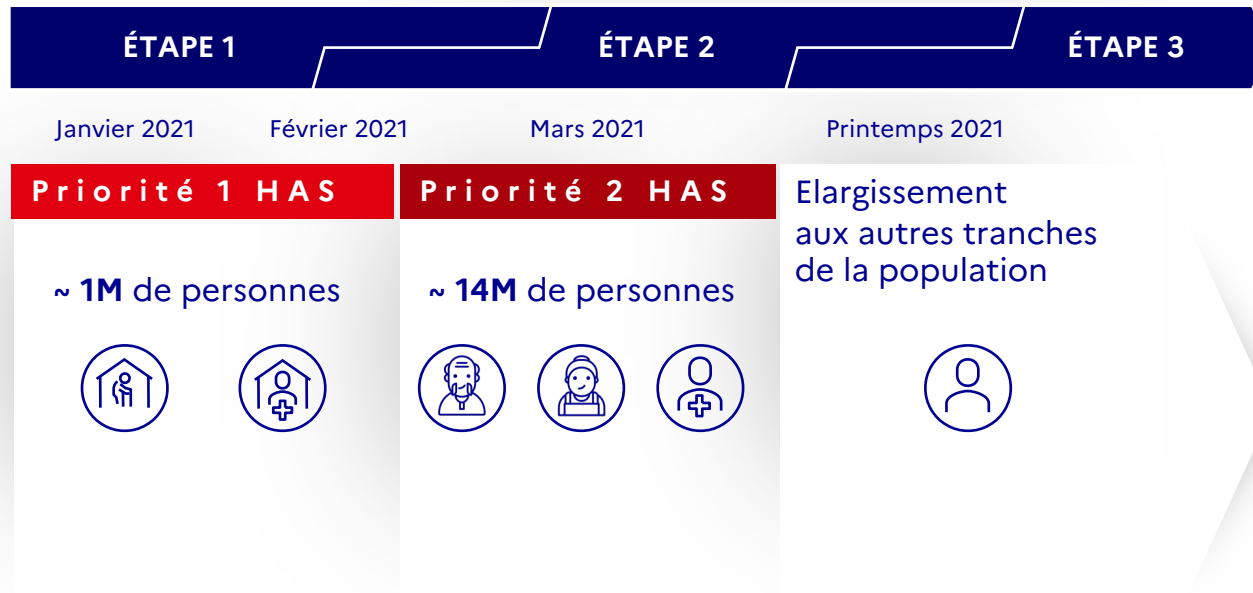 ÉTAPE 1
ÉTAPE 2
ÉTAPE 3
Janvier 2021
Février 2021
Mars 2021
Printemps 2021
Priorité 1 HAS
~ 1M de personnes
Priorité 2 HAS
~ 14M de personnes
Elargissement
aux autres tranches
de la population